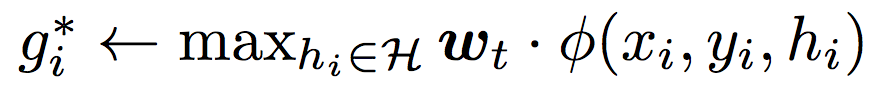 g_i^* ← max_{h_i∈ℋ} 𝒘_t · ϕ(x_i, y_i, h_i)